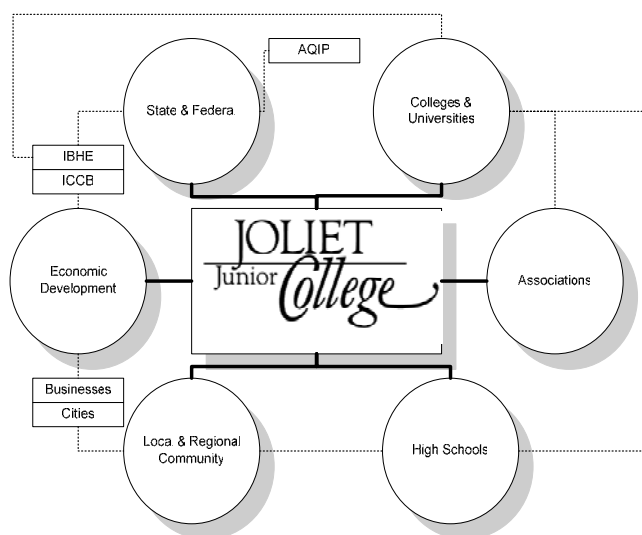 AQIP
State & Federa.
Colleges &
Universities
IBHE
ICCB
JOLIET
Junior College
Economic
Development
Associations
Businesses
Cities
Loca. & Regional
Community
High Schools